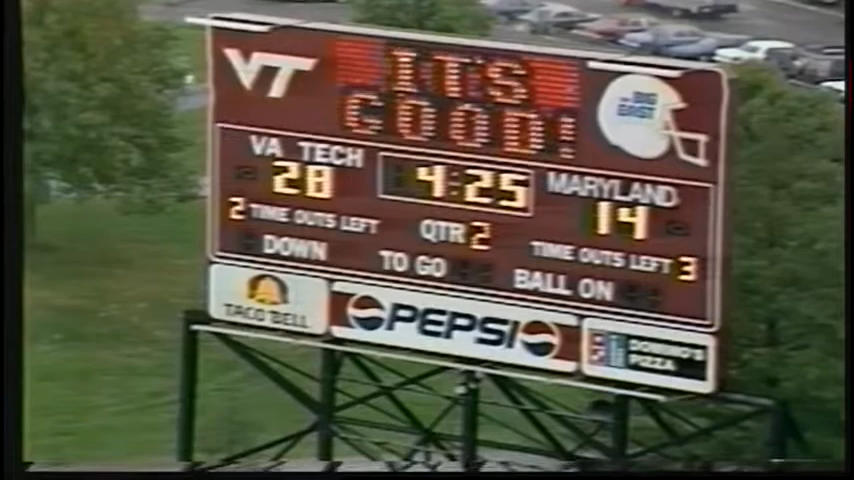 VT
IT'S
GOOD!
THE BIG EAST
VA TECH
28
4:25
MARYLAND
14
2 TIME OUTS LEFT
QTR 2
TIME OUTS LEFT 3
DOWN
TO GO
BALL ON
TACO BELL
PEPSI
DOMINO'S
PIZZA